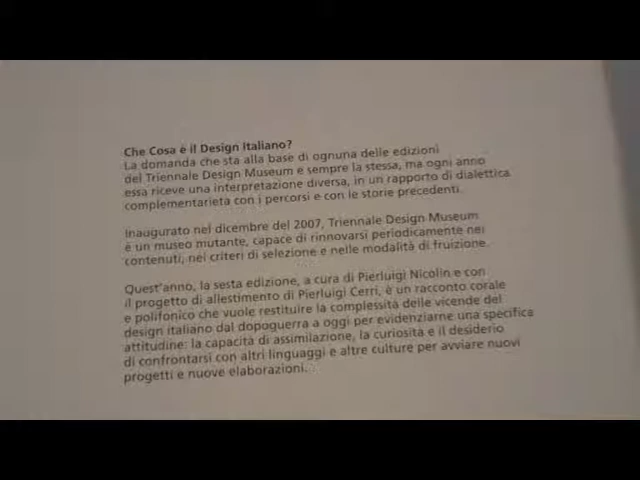 Che Cosa è il Design Italiano?
La domanda che sta alla base di ognuna delle edizioni
del Triennale Design Museum e sempre la stessa, ma ogni anno
essa riceve una interpretazione diversa, in un rapporto di dialettica
complementarieta con i percorsi e con le storie precedenti.
Inaugurato nel dicembre del 2007, Triennale Design Museum
è un museo mutante, capace di rinnovarsi periodicamente nei
contenuti, nei criteri di selezione e nelle modalità di fruizione.
Quest'anno, la sesta edizione, a cura di Pierluigi Nicolin e con
il progetto di allestimento di Pierluigi Cerri, è un racconto corale
e polifonico che vuole restituire la complessità delle vicende del
design italiano dal dopoguerra a oggi per evidenziarne una specifica
attitudine: la capacità di assimilazione, la curiosità e il desiderio
di confrontarsi con altri linguaggi e altre culture per avviare nuovi
progetti e nuove elaborazioni.